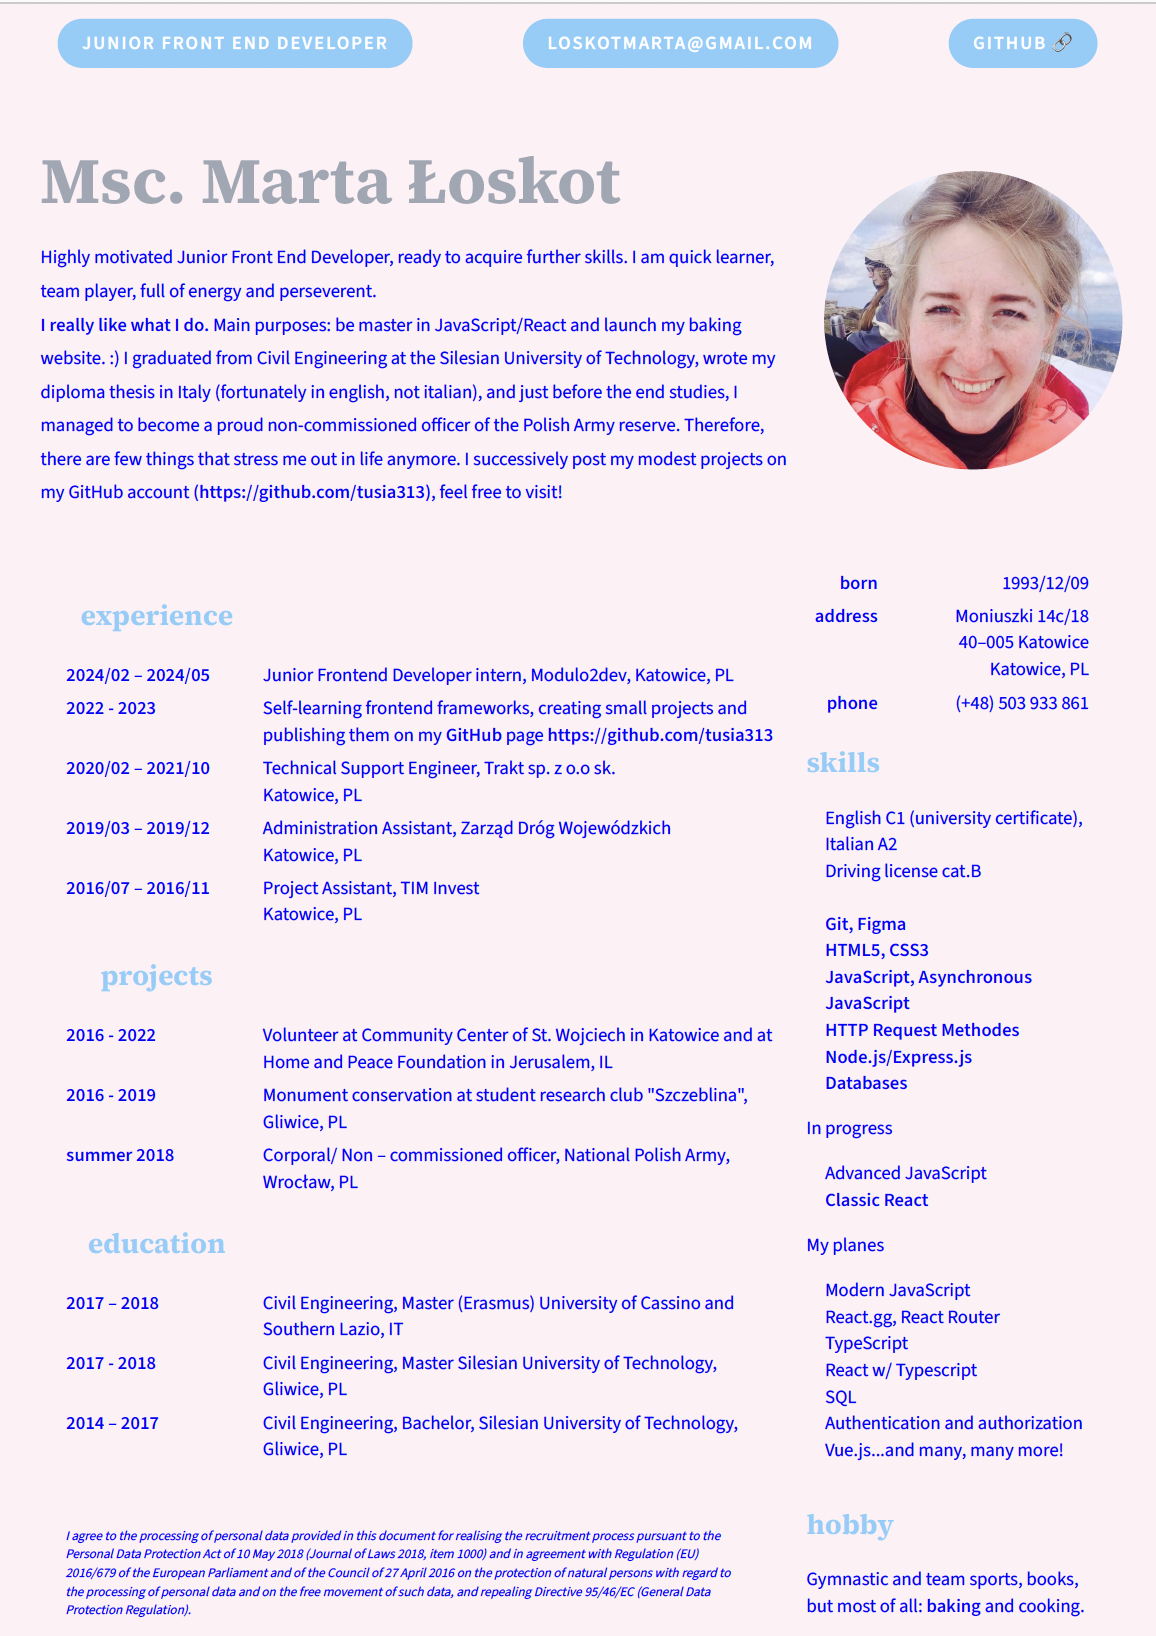 JUNIOR FRONT END DEVELOPER
LOSKOTMARTA@GMAIL.COM
GITHUB 🔗
Msc. Marta Łoskot
Highly motivated Junior Front End Developer, ready to acquire further skills. I am quick learner,
team player, full of energy and perseverent.
I really like what I do. Main purposes: be master in JavaScript/React and launch my baking
website. :) I graduated from Civil Engineering at the Silesian University of Technology, wrote my
diploma thesis in Italy (fortunately in english, not italian), and just before the end studies, I
managed to become a proud non-commissioned officer of the Polish Army reserve. Therefore,
there are few things that stress me out in life anymore. I successively post my modest projects on
my GitHub account (https://github.com/tusia313), feel free to visit!
experience
2024/02 – 2024/05 Junior Frontend Developer intern, Modulo2dev, Katowice, PL
2022 - 2023 Self-learning frontend frameworks, creating small projects and
publishing them on my GitHub page https://github.com/tusia313
2020/02 – 2021/10 Technical Support Engineer, Trakt sp. z o.o sk.
Katowice, PL
2019/03 – 2019/12 Administration Assistant, Zarząd Dróg Wojewódzkich
Katowice, PL
2016/07 – 2016/11 Project Assistant, TIM Invest
Katowice, PL
projects
2016 - 2022 Volunteer at Community Center of St. Wojciech in Katowice and at
Home and Peace Foundation in Jerusalem, IL
2016 - 2019 Monument conservation at student research club "Szczeblina",
Gliwice, PL
summer 2018 Corporal/ Non – commissioned officer, National Polish Army,
Wrocław, PL
education
2017 – 2018 Civil Engineering, Master (Erasmus) University of Cassino and
Southern Lazio, IT
2017 - 2018 Civil Engineering, Master Silesian University of Technology,
Gliwice, PL
2014 – 2017 Civil Engineering, Bachelor, Silesian University of Technology,
Gliwice, PL
I agree to the processing of personal data provided in this document for realising the recruitment process pursuant to the
Personal Data Protection Act of 10 May 2018 (Journal of Laws 2018, item 1000) and in agreement with Regulation (EU)
2016/679 of the European Parliament and of the Council of 27 April 2016 on the protection of natural persons with regard to
the processing of personal data and on the free movement of such data, and repealing Directive 95/46/EC (General Data
Protection Regulation).
born 1993/12/09
address Moniuszki 14c/18
40–005 Katowice
Katowice, PL
phone (+48) 503 933 861
skills
English C1 (university certificate),
Italian A2
Driving license cat.B
Git, Figma
HTML5, CSS3
JavaScript, Asynchronous
JavaScript
HTTP Request Methodes
Node.js/Express.js
Databases
In progress
Advanced JavaScript
Classic React
My planes
Modern JavaScript
React.gg, React Router
TypeScript
React w/ Typescript
SQL
Authentication and authorization
Vue.js...and many, many more!
hobby
Gymnastic and team sports, books,
but most of all: baking and cooking.